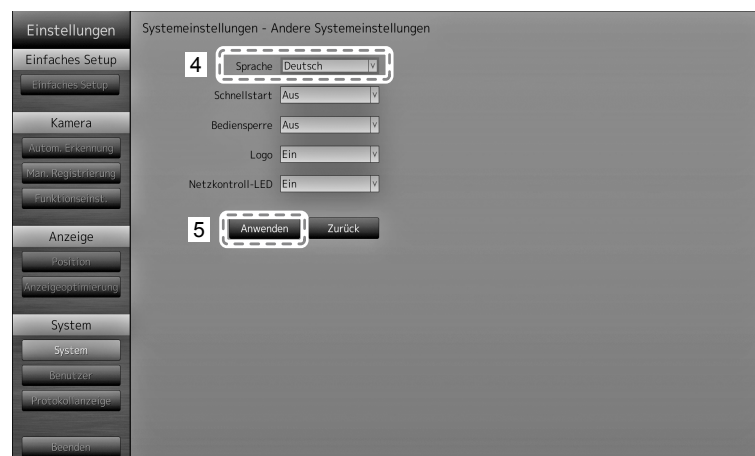 Einstellungen
Systemeinstellungen - Andere Systemeinstellungen
Einfaches Setup
Einfaches Setup
Kamera
Autom. Erkennung
Man. Registrierung
Funktionseinst.
Anzeige
Position
Anzeigeoptimierung
System
System
Benutzer
Protokollanzeige
Beenden
4 Sprache Deutsch
Schnellstart Aus
Bediensperre Aus
Logo Ein
Netzkontroll-LED Ein
5 Anwenden Zurück